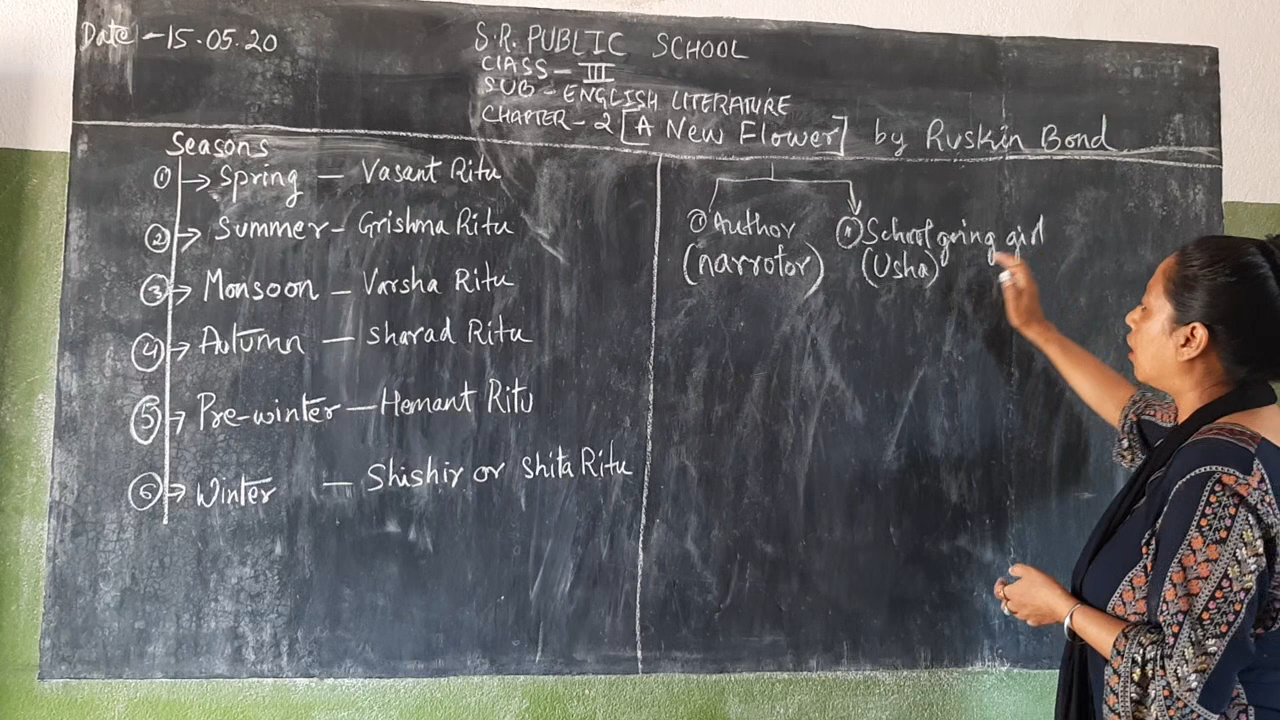 Date - 15.05.20
S.R. PUBLIC SCHOOL
CLASS - III
SUB - ENGLISH LITERATURE
CHAPTER - 2 [A New Flower] by Ruskin Bond
Seasons
① → Spring — Vasant Ritu
② → Summer - Grishma Ritu
③ → Monsoon — Varsha Ritu
④ → Autumn — Sharad Ritu
⑤ → Pre-winter — Hemant Ritu
⑥ → Winter — Shishir or Shita Ritu
① Author
(narrotor)
① School going girl
(Usha)